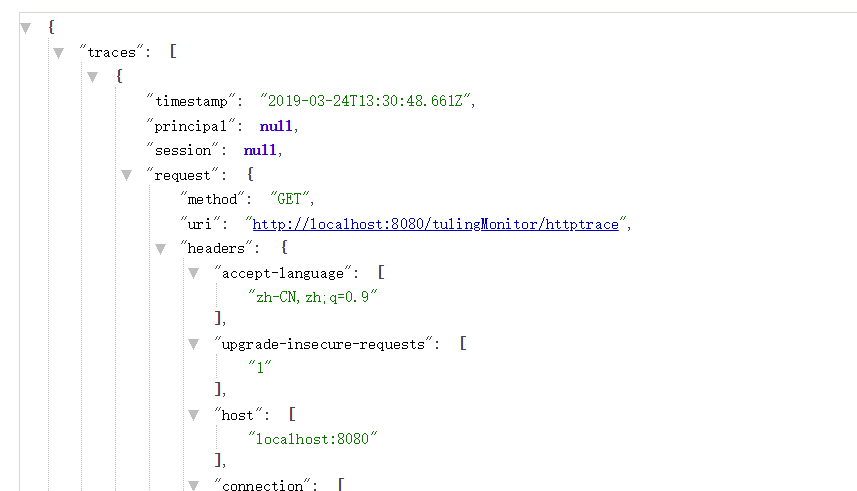 {
"traces": [
{
"timestamp": "2019-03-24T13:30:48.661Z",
"principal": null,
"session": null,
"request": {
"method": "GET",
"uri": "http://localhost:8080/tulingMonitor/httptrace",
"headers": {
"accept-language": [
"zh-CN,zh;q=0.9"
],
"upgrade-insecure-requests": [
"1"
],
"host": [
"localhost:8080"
],
"connection": [